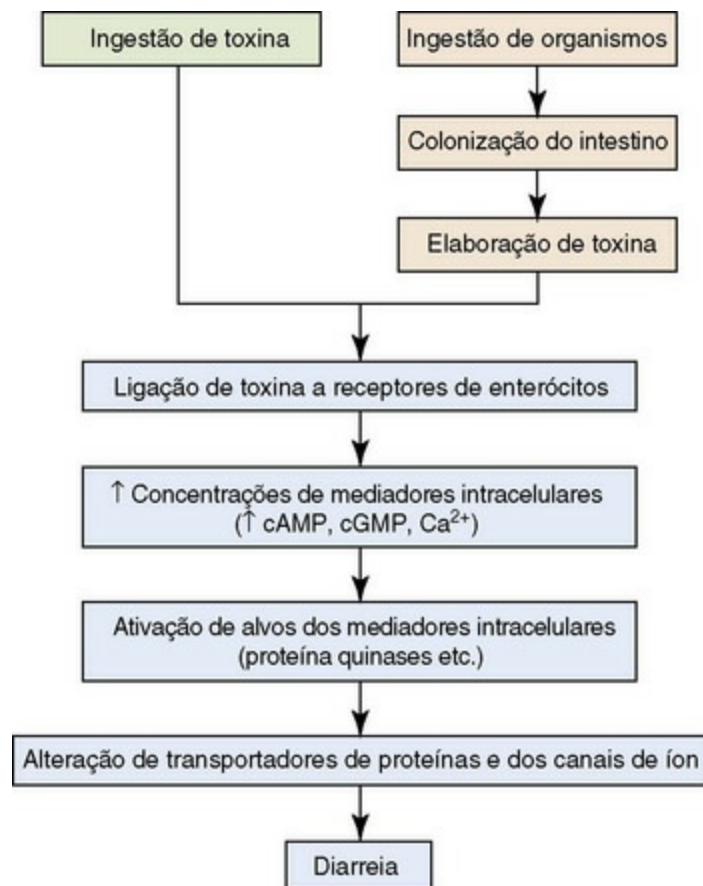 Ingestão de toxina
Ingestão de organismos
Colonização do intestino
Elaboração de toxina
Ligação de toxina a receptores de enterócitos
↑ Concentrações de mediadores intracelulares
(↑ cAMP, cGMP, Ca²⁺)
Ativação de alvos dos mediadores intracelulares
(proteína quinases etc.)
Alteração de transportadores de proteínas e dos canais de íon
Diarreia